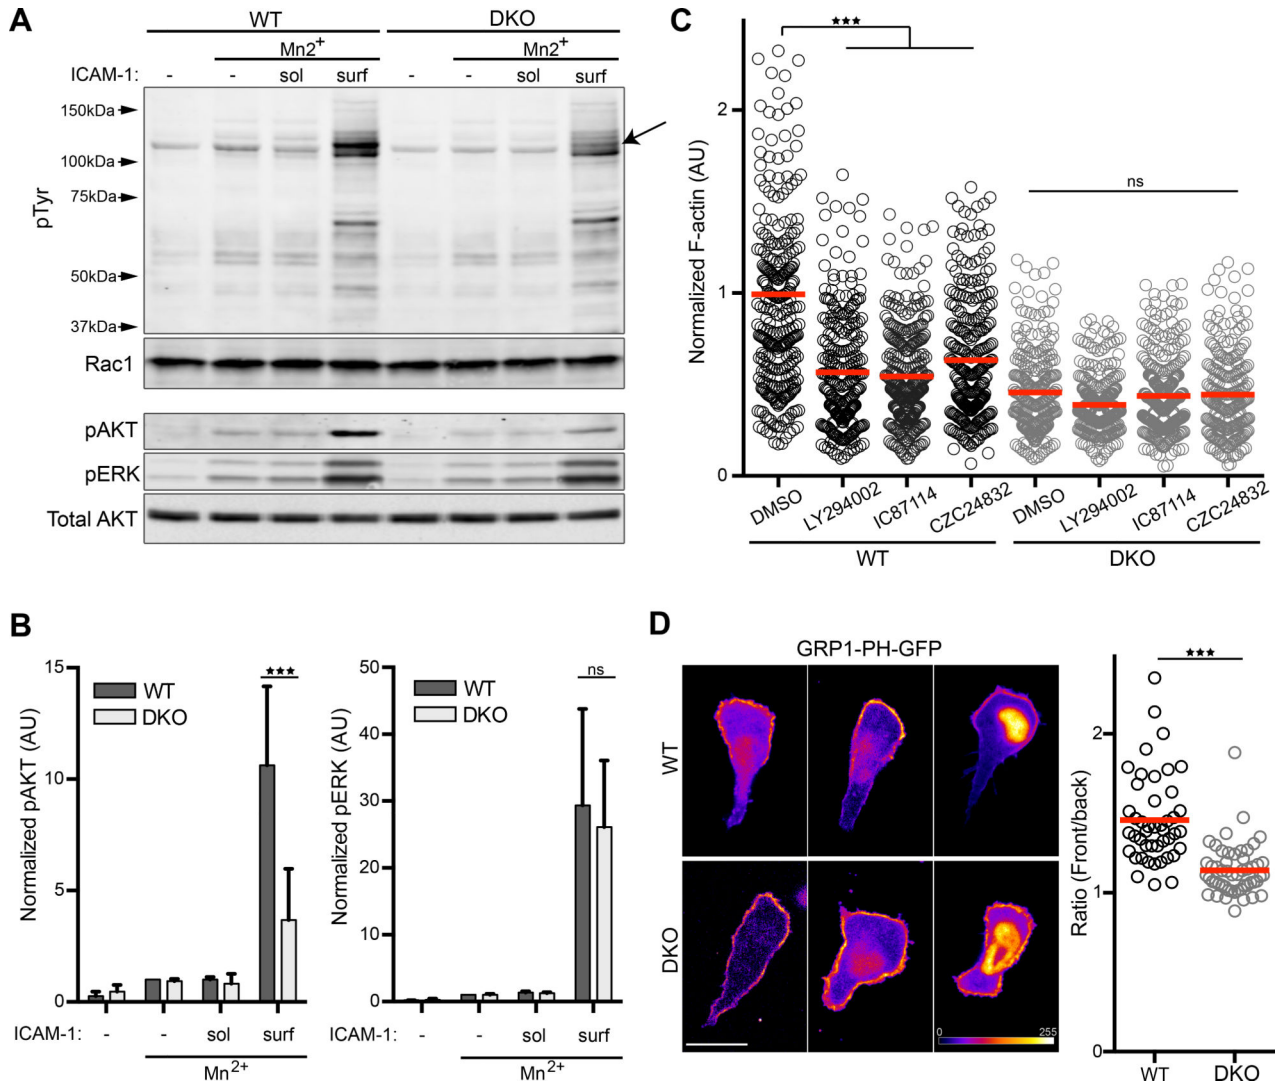 A
WT DKO
Mn2+ Mn2+
ICAM-1: - - sol surf - - sol surf
150kDa
100kDa
75kDa
50kDa
37kDa
pTyr
Rac1
pAKT
pERK
Total AKT
B
Normalized pAKT (AU)
15
10
5
0
WT
DKO
★★★
ICAM-1: - - sol surf
Mn2+
Normalized pERK (AU)
50
40
30
20
10
0
WT
DKO
ns
ICAM-1: - - sol surf
Mn2+
C
Normalized F-actin (AU)
2
1
0
★★★
ns
DMSO LY294002 IC87114 CZC24832 DMSO LY294002 IC87114 CZC24832
WT DKO
D
GRP1-PH-GFP
WT
DKO
0 255
Ratio (Front/back)
2
1
0
★★★
WT DKO